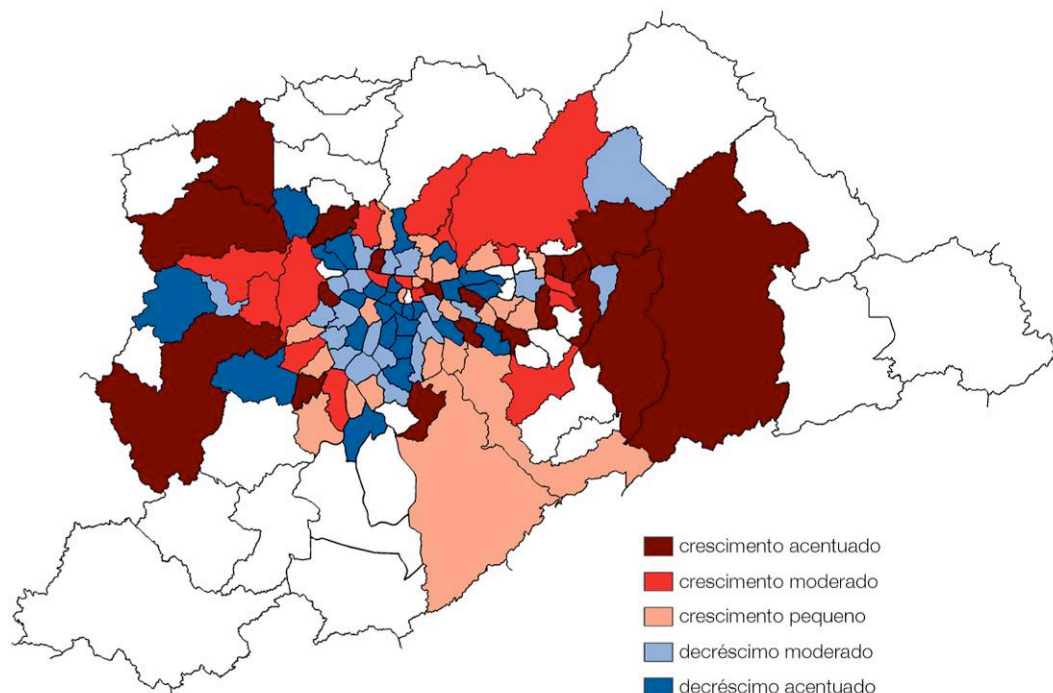 crescimento acentuado
crescimento moderado
crescimento pequeno
decréscimo moderado
decréscimo acentuado